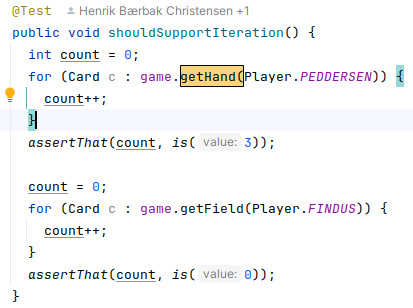 @Test Henrik Bærbak Christensen +1
public void shouldSupportIteration() {
int count = 0;
for (Card c : game.getHand(Player.PEDDERSEN)) {
count++;
}
assertThat(count, is( value: 3));
count = 0;
for (Card c : game.getField(Player.FINDUS)) {
count++;
}
assertThat(count, is( value: 0));
}